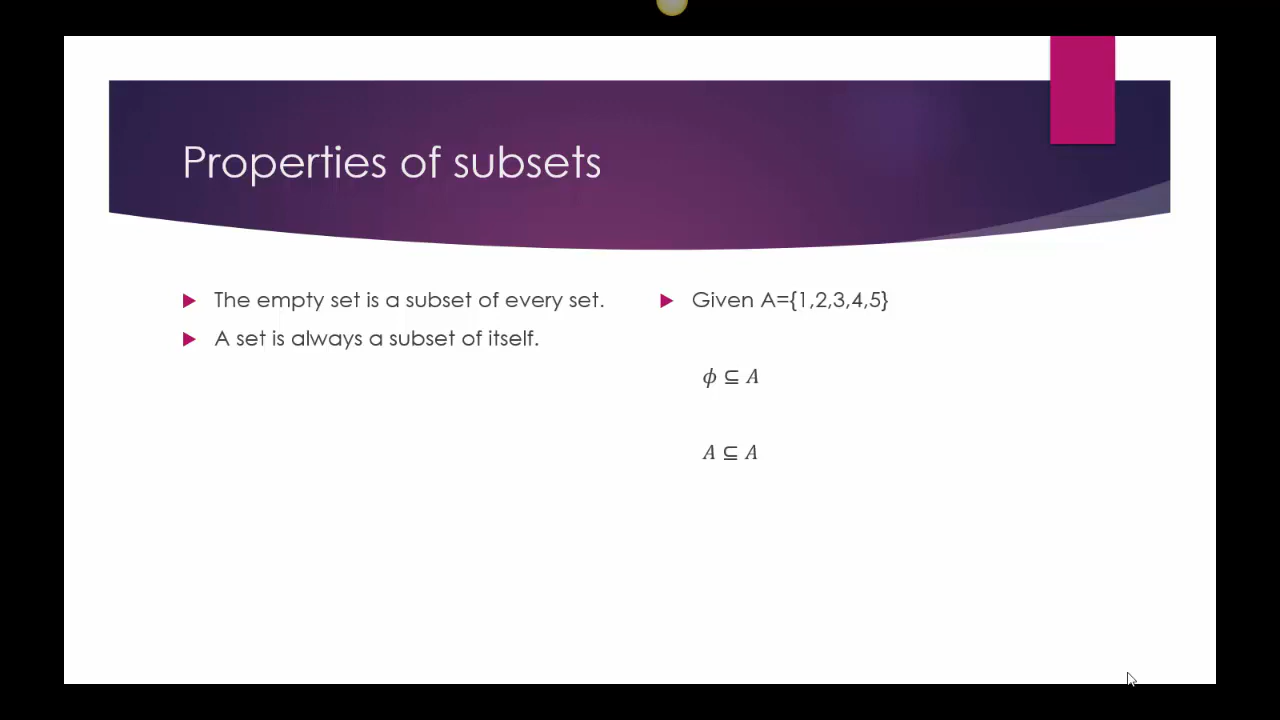 Properties of subsets
The empty set is a subset of every set.
A set is always a subset of itself.
Given A={1,2,3,4,5}
𝜙 ⊆ 𝐴
𝐴 ⊆ 𝐴